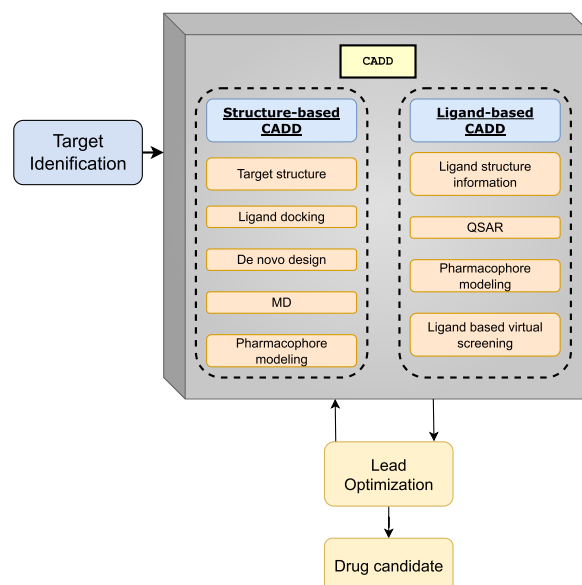 CADD
Target
Idenification
Structure-based
CADD
Target structure
Ligand docking
De novo design
MD
Pharmacophore
modeling
Ligand-based
CADD
Ligand structure
information
QSAR
Pharmacophore
modeling
Ligand based virtual
screening
Lead
Optimization
Drug candidate